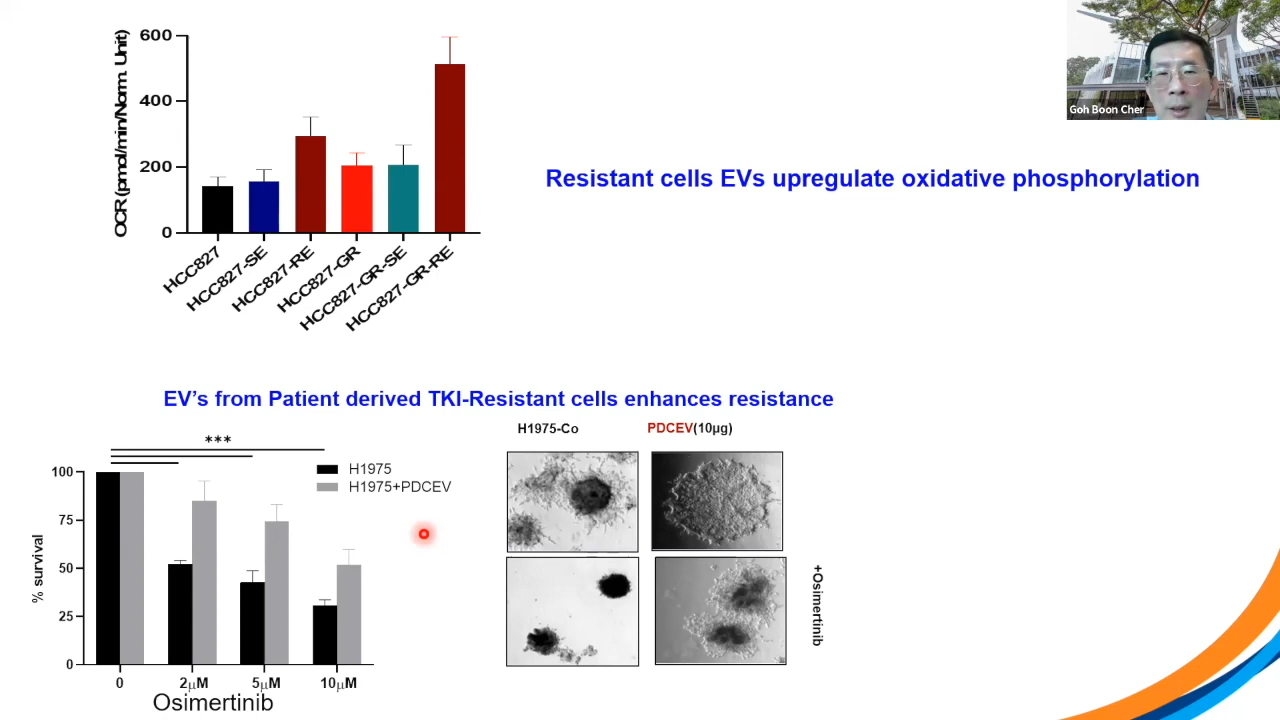 600
400
200
0
OCR (pmol/min/Norm. Unit)
HCC827
HCC827-SE
HCC827-RE
HCC827-GR
HCC827-GR-SE
HCC827-GR-RE
Goh Boon Cher
Resistant cells EVs upregulate oxidative phosphorylation
EV’s from Patient derived TKI-Resistant cells enhances resistance
***
H1975
H1975+PDCEV
100
75
50
25
0
% survival
0 2μM 5μM 10μM
Osimertinib
H1975-Co PDCEV(10µg)
+Osimertinib